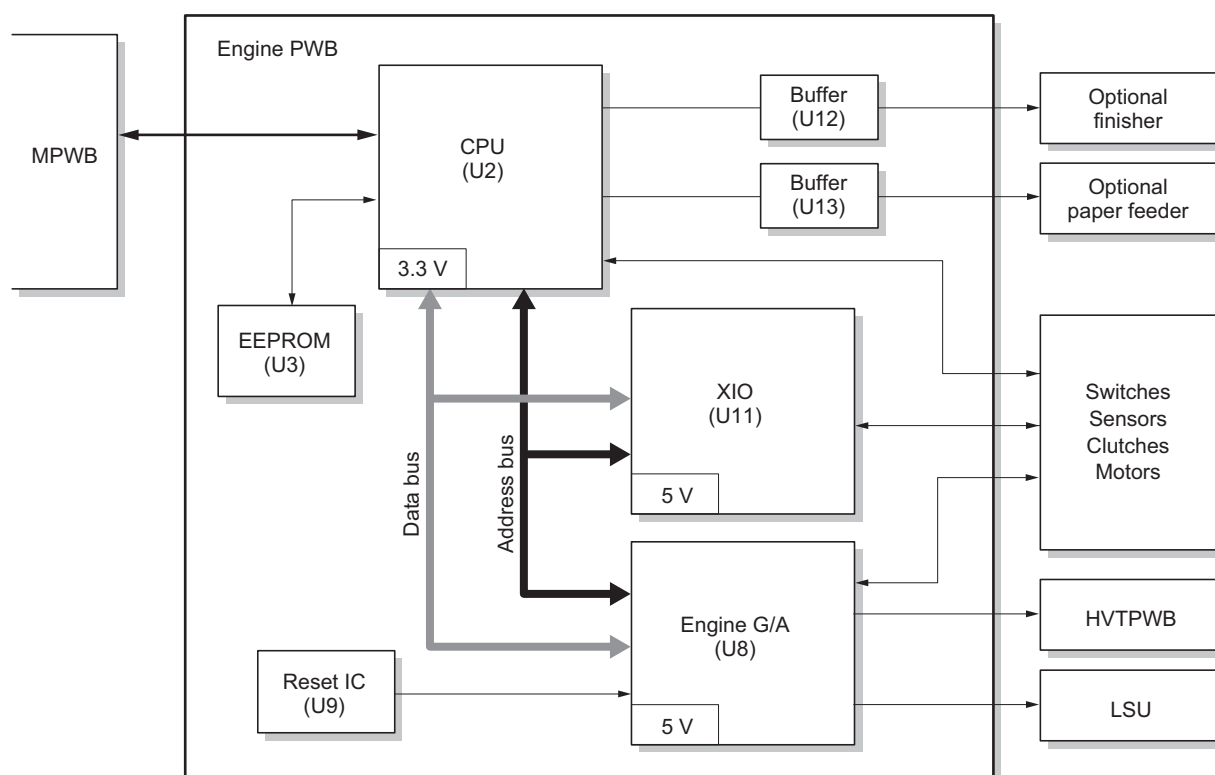 Engine PWB
MPWB
CPU
(U2)
3.3 V
Buffer
(U12)
Optional
finisher
Buffer
(U13)
Optional
paper feeder
EEPROM
(U3)
XIO
(U11)
5 V
Switches
Sensors
Clutches
Motors
Data bus
Address bus
Engine G/A
(U8)
5 V
HVTPWB
Reset IC
(U9)
LSU